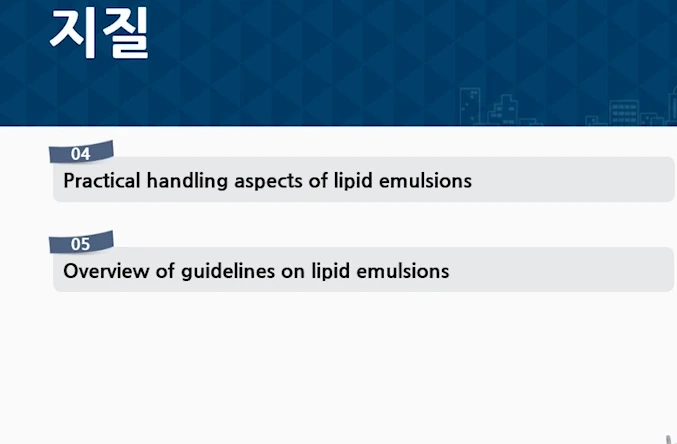 지질
04
Practical handling aspects of lipid emulsions
05
Overview of guidelines on lipid emulsions